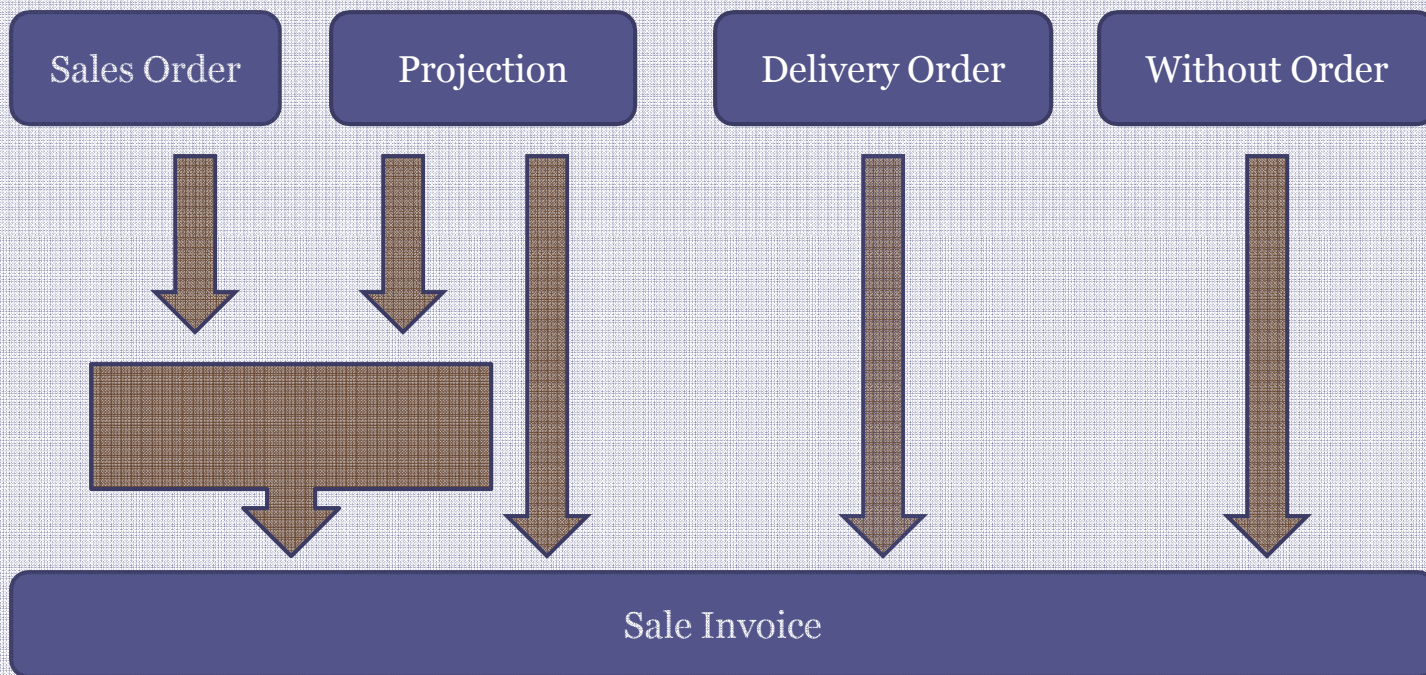 Sales Order
Projection
Delivery Order
Without Order
Sale Invoice